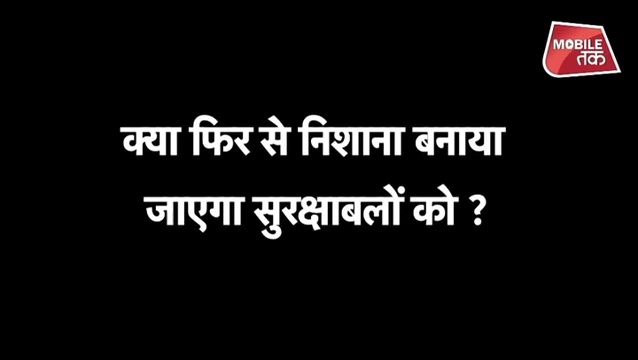 MOBILE
तक
क्या फिर से निशाना बनाया
जाएगा सुरक्षाबलों को ?